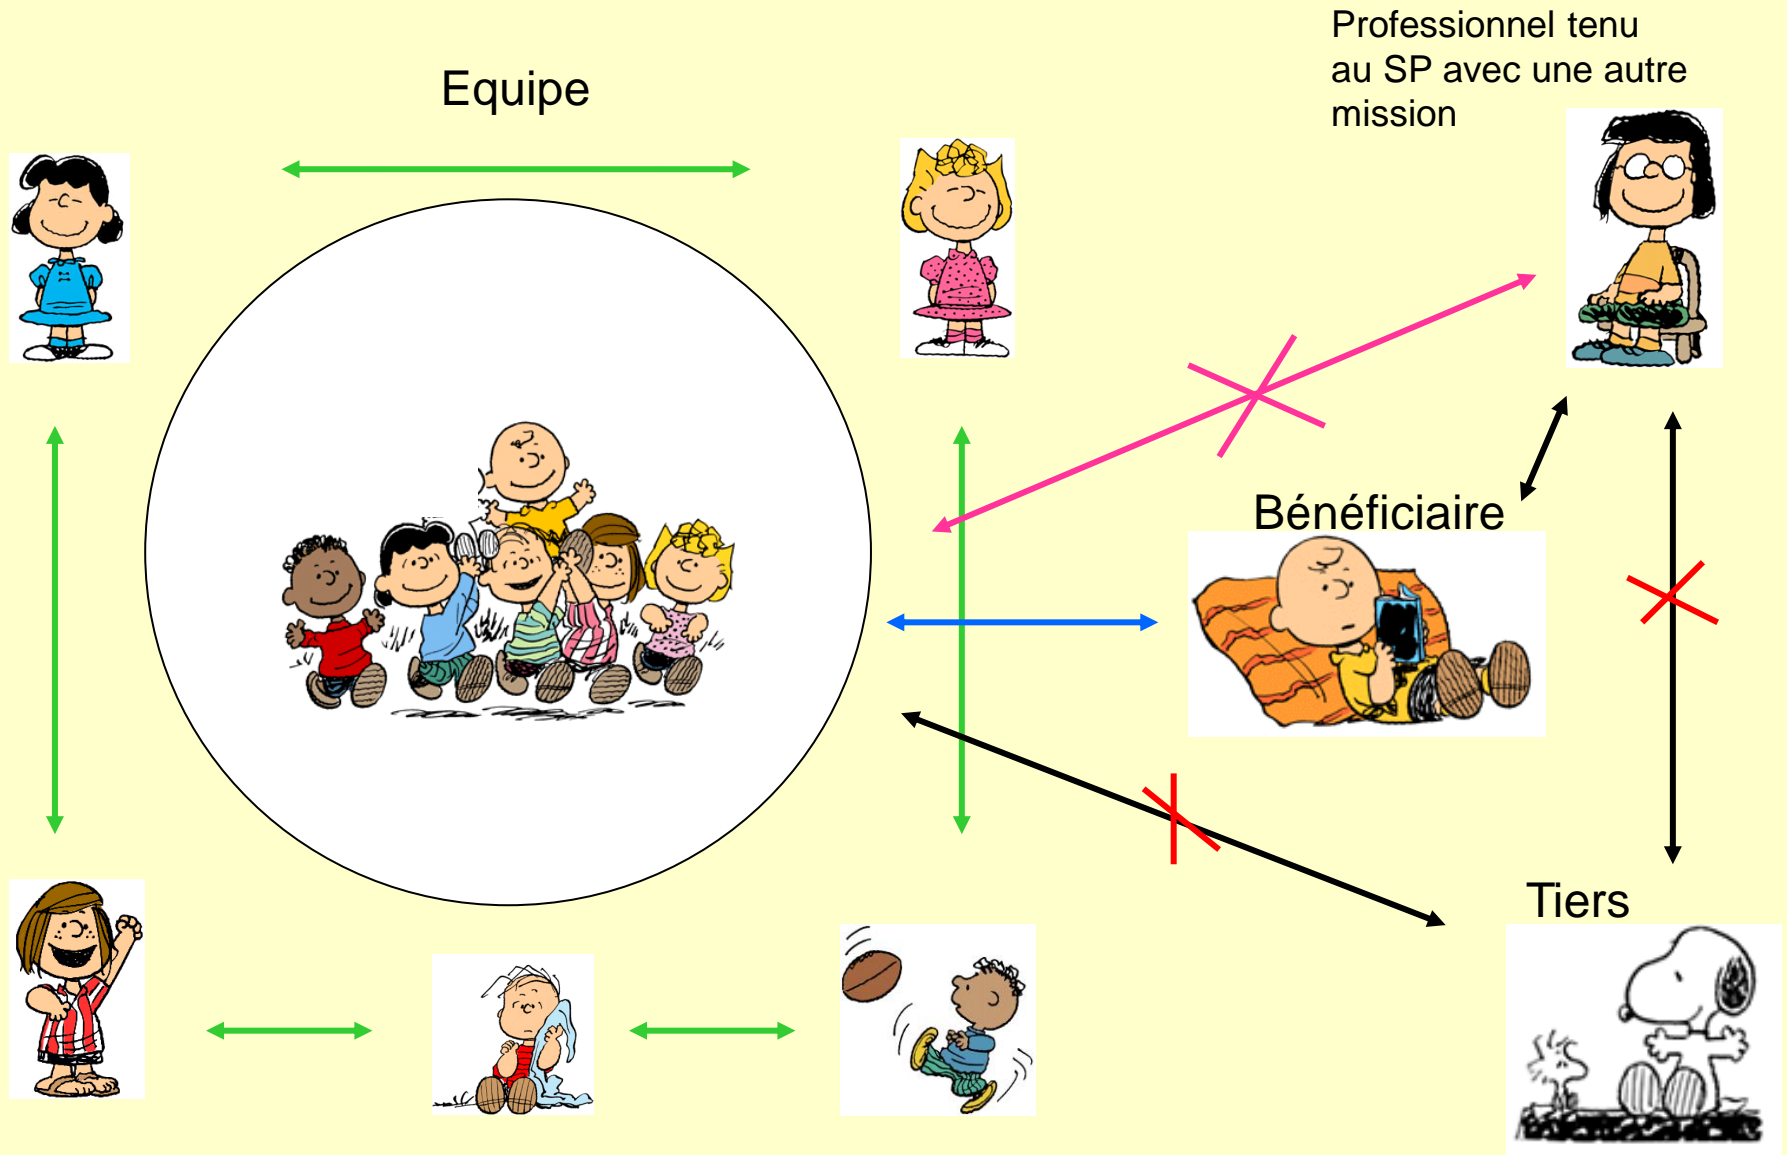 Professionnel tenu
au SP avec une autre
mission
Equipe
Bénéficiaire
Tiers